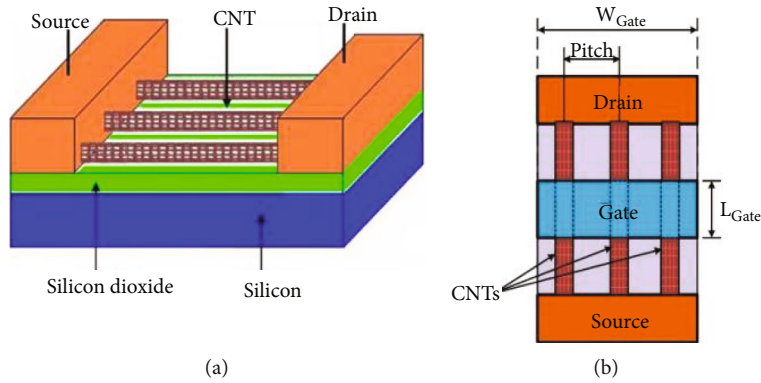 Source
CNT
Drain
Silicon dioxide
Silicon
(a)
W_Gate
Pitch
Drain
Gate
L_Gate
CNTs
Source
(b)